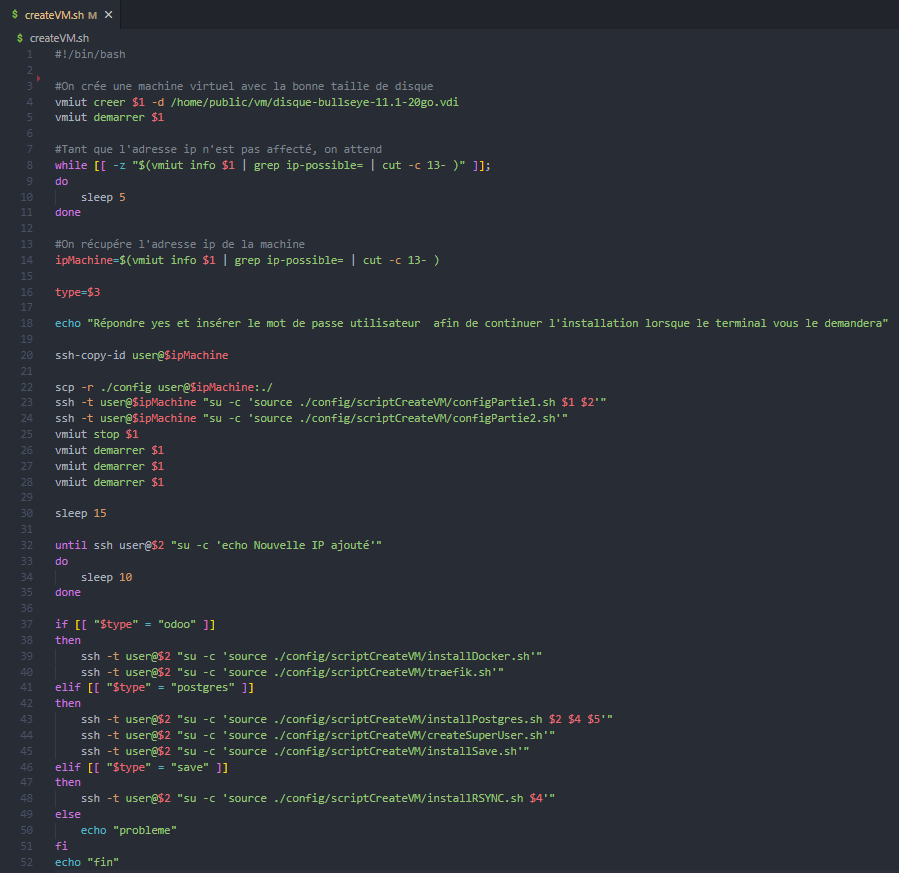 $ createVM.sh M ×
$ createVM.sh
1 #!/bin/bash
2
3 #On crée une machine virtuel avec la bonne taille de disque
4 vmiut creer $1 -d /home/public/vm/disque-bullseye-11.1-20go.vdi
5 vmiut demarrer $1
6
7 #Tant que l'adresse ip n'est pas affecté, on attend
8 while [[ -z "$(vmiut info $1 | grep ip-possible= | cut -c 13- )" ]];
9 do
10     sleep 5
11 done
12
13 #On récupére l'adresse ip de la machine
14 ipMachine=$(vmiut info $1 | grep ip-possible= | cut -c 13- )
15
16 type=$3
17
18 echo "Répondre yes et insérer le mot de passe utilisateur  afin de continuer l'installation lorsque le terminal vous le demandera"
19
20 ssh-copy-id user@$ipMachine
21
22 scp -r ./config user@$ipMachine:./
23 ssh -t user@$ipMachine "su -c 'source ./config/scriptCreateVM/configPartie1.sh $1 $2'"
24 ssh -t user@$ipMachine "su -c 'source ./config/scriptCreateVM/configPartie2.sh'"
25 vmiut stop $1
26 vmiut demarrer $1
27 vmiut demarrer $1
28 vmiut demarrer $1
29
30 sleep 15
31
32 until ssh user@$2 "su -c 'echo Nouvelle IP ajouté'"
33 do
34     sleep 10
35 done
36
37 if [[ "$type" = "odoo" ]]
38 then
39     ssh -t user@$2 "su -c 'source ./config/scriptCreateVM/installDocker.sh'"
40     ssh -t user@$2 "su -c 'source ./config/scriptCreateVM/traefik.sh'"
41 elif [[ "$type" = "postgres" ]]
42 then
43     ssh -t user@$2 "su -c 'source ./config/scriptCreateVM/installPostgres.sh $2 $4 $5'"
44     ssh -t user@$2 "su -c 'source ./config/scriptCreateVM/createSuperUser.sh'"
45     ssh -t user@$2 "su -c 'source ./config/scriptCreateVM/installSave.sh'"
46 elif [[ "$type" = "save" ]]
47 then
48     ssh -t user@$2 "su -c 'source ./config/scriptCreateVM/installRSYNC.sh $4'"
49 else
50     echo "probleme"
51 fi
52 echo "fin"